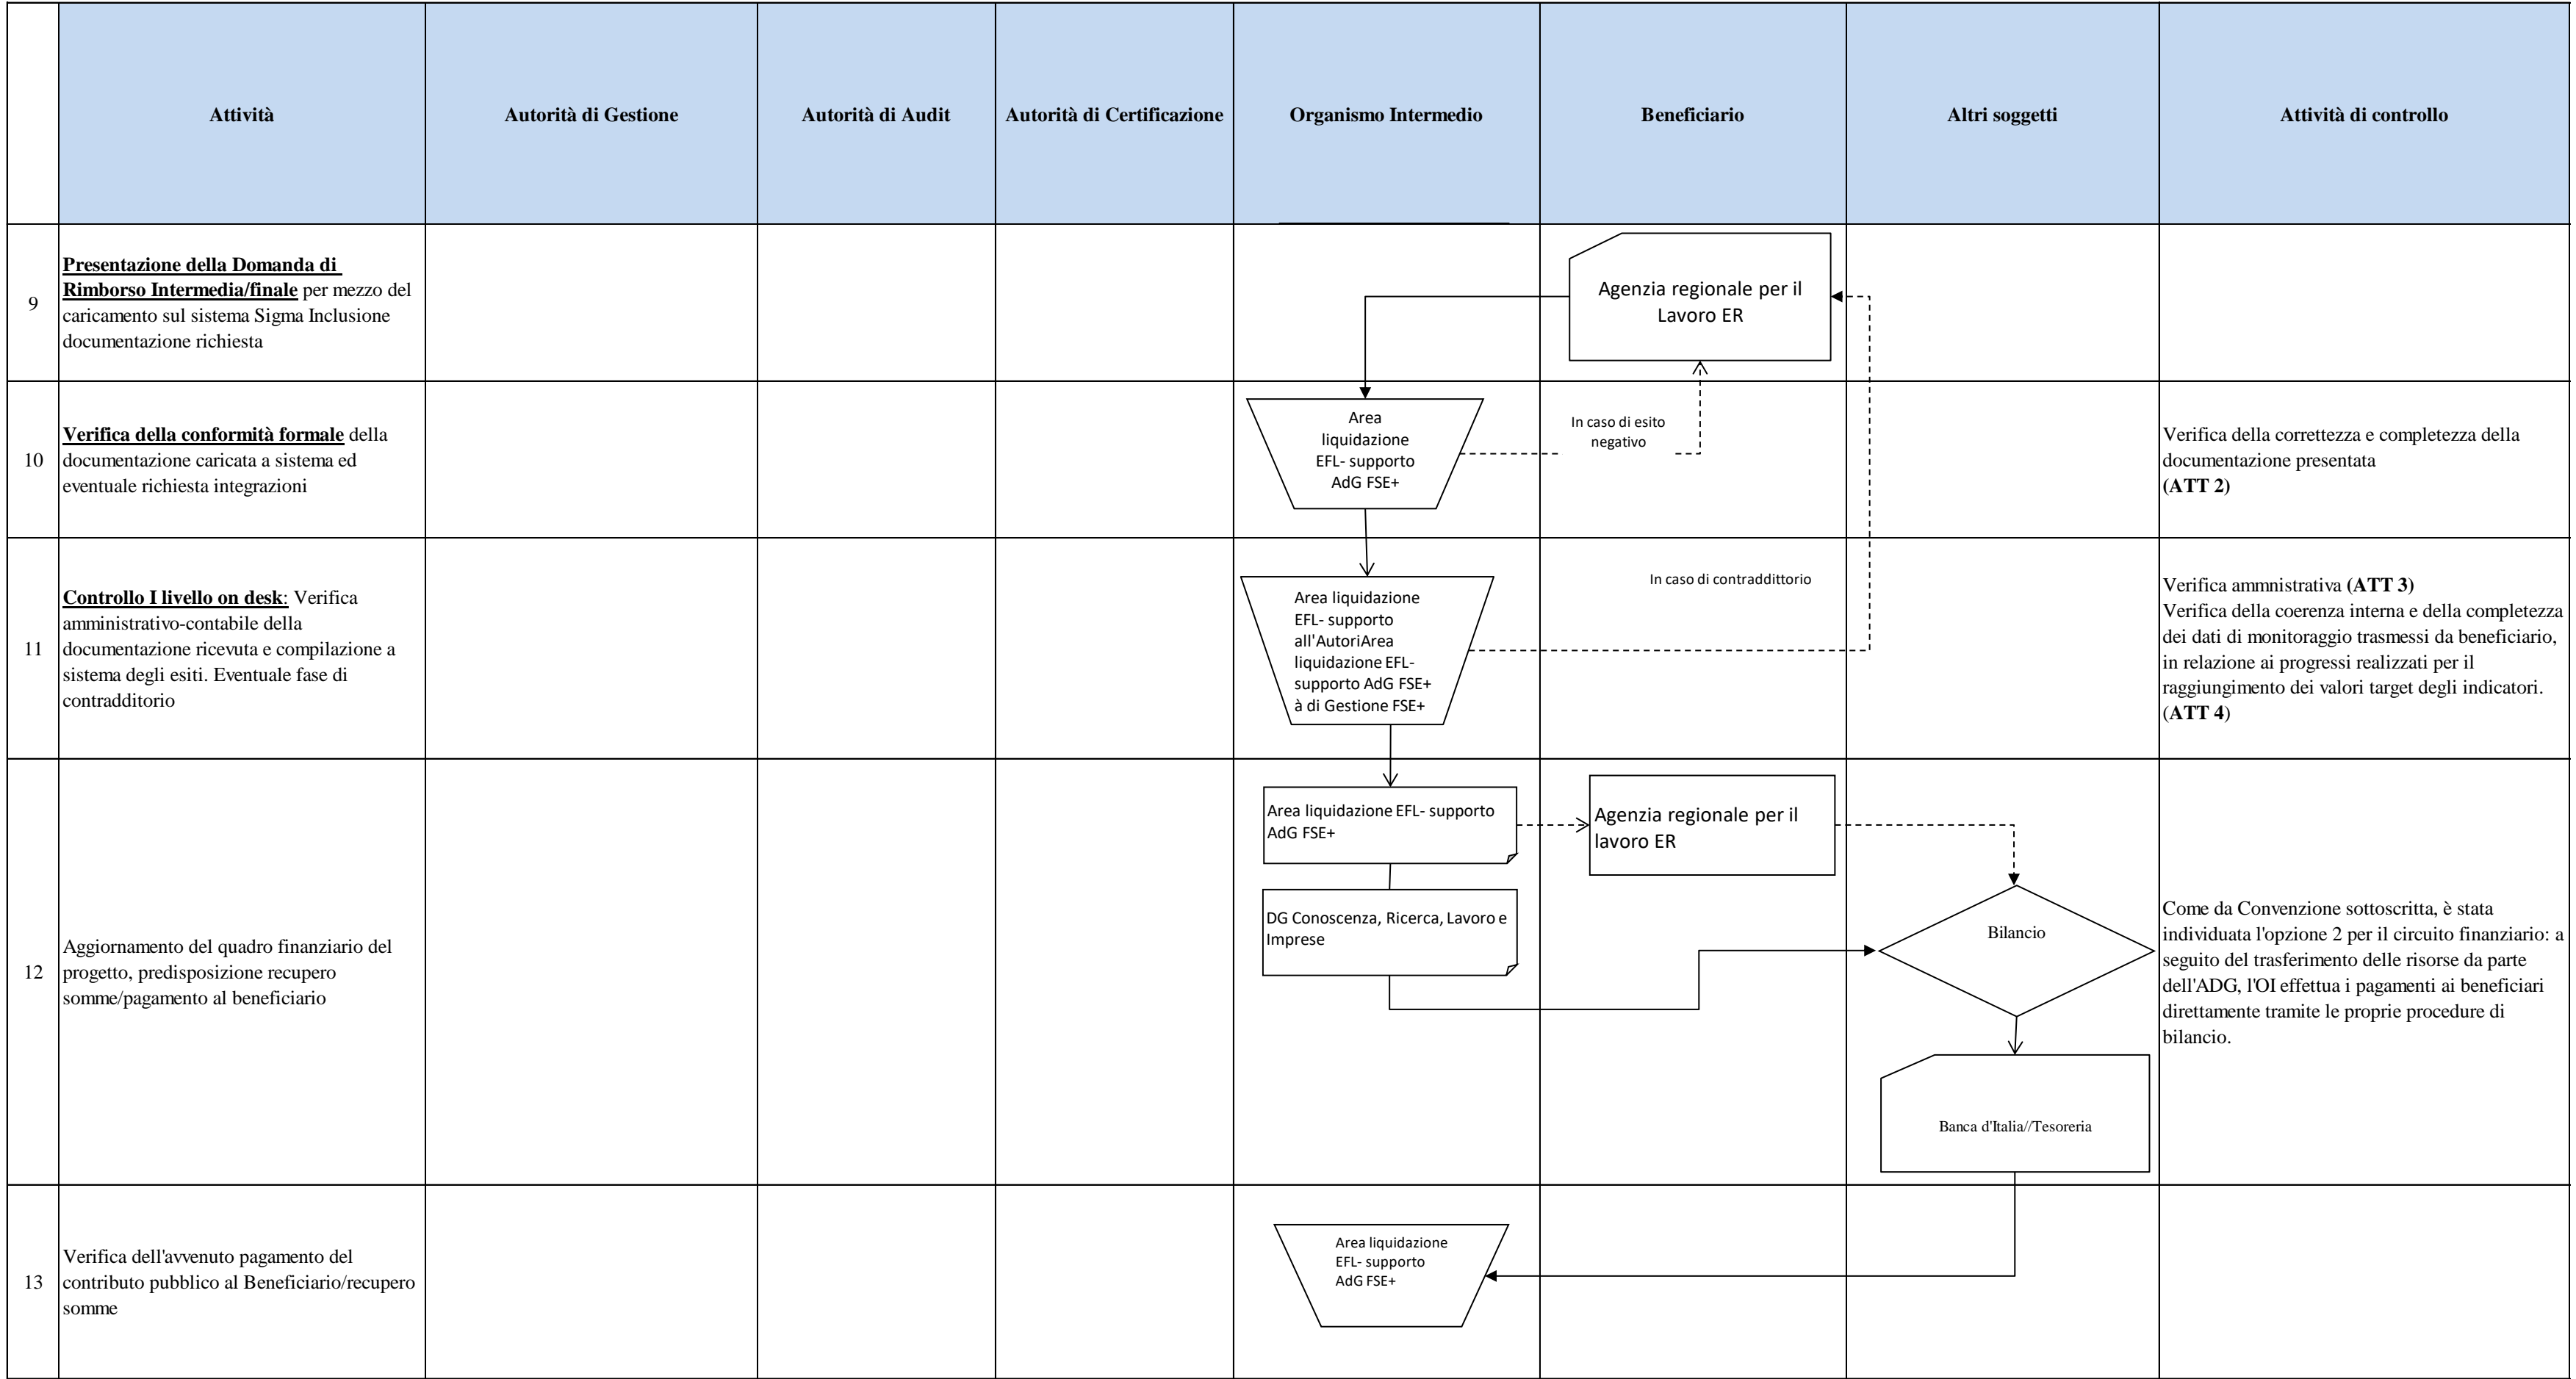 Attività
Autorità di Gestione
Autorità di Audit
Autorità di Certificazione
Organismo Intermedio
Beneficiario
Altri soggetti
Attività di controllo
9
Presentazione della Domanda di
Rimborso Intermedia/finale per mezzo del
caricamento sul sistema Sigma Inclusione
documentazione richiesta
Agenzia regionale per il
Lavoro ER
10
Verifica della conformità formale della
documentazione caricata a sistema ed
eventuale richiesta integrazioni
Area
liquidazione
EFL- supporto
AdG FSE+
In caso di esito
negativo
Verifica della correttezza e completezza della
documentazione presentata
(ATT 2)
11
Controllo I livello on desk: Verifica
amministrativo-contabile della
documentazione ricevuta e compilazione a
sistema degli esiti. Eventuale fase di
contradditorio
Area liquidazione
EFL- supporto
all'AutoriArea
liquidazione EFL-
supporto AdG FSE+
à di Gestione FSE+
In caso di contraddittorio
Verifica ammnistrativa (ATT 3)
Verifica della coerenza interna e della completezza
dei dati di monitoraggio trasmessi da beneficiario,
in relazione ai progressi realizzati per il
raggiungimento dei valori target degli indicatori.
(ATT 4)
12
Aggiornamento del quadro finanziario del
progetto, predisposizione recupero
somme/pagamento al beneficiario
Area liquidazione EFL- supporto
AdG FSE+
DG Conoscenza, Ricerca, Lavoro e
Imprese
Agenzia regionale per il
lavoro ER
Bilancio
Banca d'Italia//Tesoreria
Come da Convenzione sottoscritta, è stata
individuata l'opzione 2 per il circuito finanziario: a
seguito del trasferimento delle risorse da parte
dell'ADG, l'OI effettua i pagamenti ai beneficiari
direttamente tramite le proprie procedure di
bilancio.
13
Verifica dell'avvenuto pagamento del
contributo pubblico al Beneficiario/recupero
somme
Area liquidazione
EFL- supporto
AdG FSE+